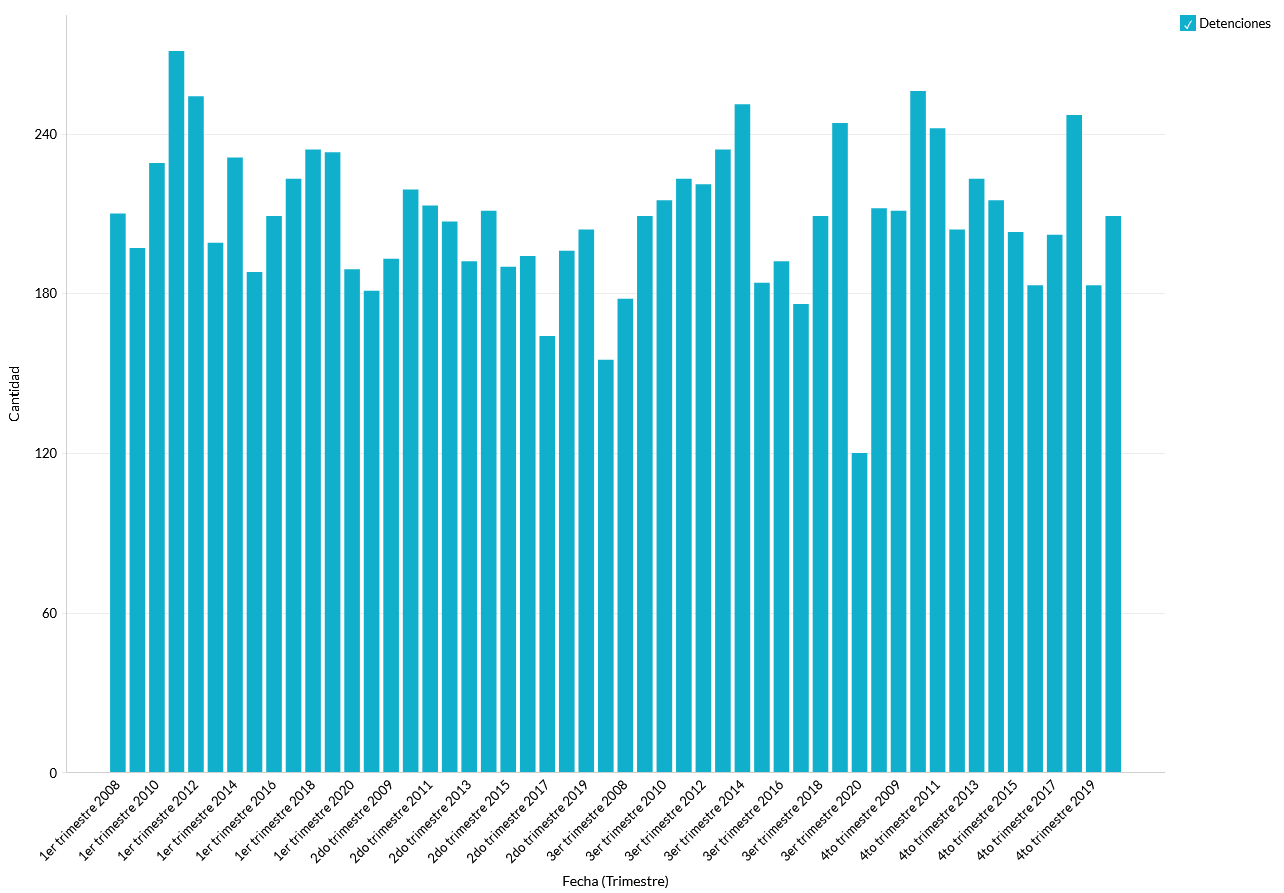 Detenciones
240
180
120
60
0
Cantidad
1er trimestre 2008
1er trimestre 2010
1er trimestre 2012
1er trimestre 2014
1er trimestre 2016
1er trimestre 2018
1er trimestre 2020
2do trimestre 2009
2do trimestre 2011
2do trimestre 2013
2do trimestre 2015
2do trimestre 2017
2do trimestre 2019
3er trimestre 2008
3er trimestre 2010
3er trimestre 2012
3er trimestre 2014
3er trimestre 2016
3er trimestre 2018
3er trimestre 2020
4to trimestre 2009
4to trimestre 2011
4to trimestre 2013
4to trimestre 2015
4to trimestre 2017
4to trimestre 2019
Fecha (Trimestre)